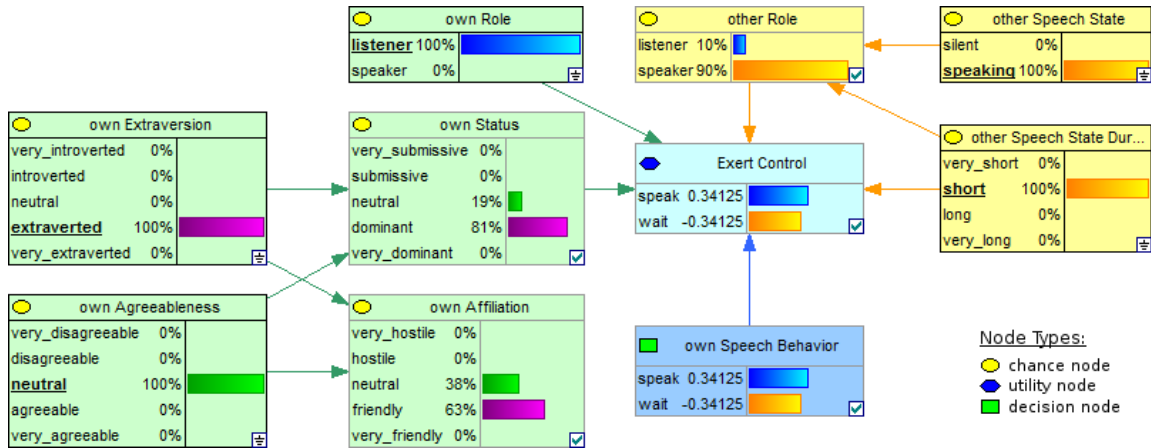 own Role
listener 100%
speaker 0%
other Role
listener 10%
speaker 90%
other Speech State
silent 0%
speaking 100%
own Extraversion
very_introverted 0%
introverted 0%
neutral 0%
extraverted 100%
very_extraverted 0%
own Status
very_submissive 0%
submissive 0%
neutral 19%
dominant 81%
very_dominant 0%
Exert Control
speak 0.34125
wait -0.34125
other Speech State Dur...
very_short 0%
short 100%
long 0%
very_long 0%
own Agreeableness
very_disagreeable 0%
disagreeable 0%
neutral 100%
agreeable 0%
very_agreeable 0%
own Affiliation
very_hostile 0%
hostile 0%
neutral 38%
friendly 63%
very_friendly 0%
own Speech Behavior
speak 0.34125
wait -0.34125
Node Types:
chance node
utility node
decision node